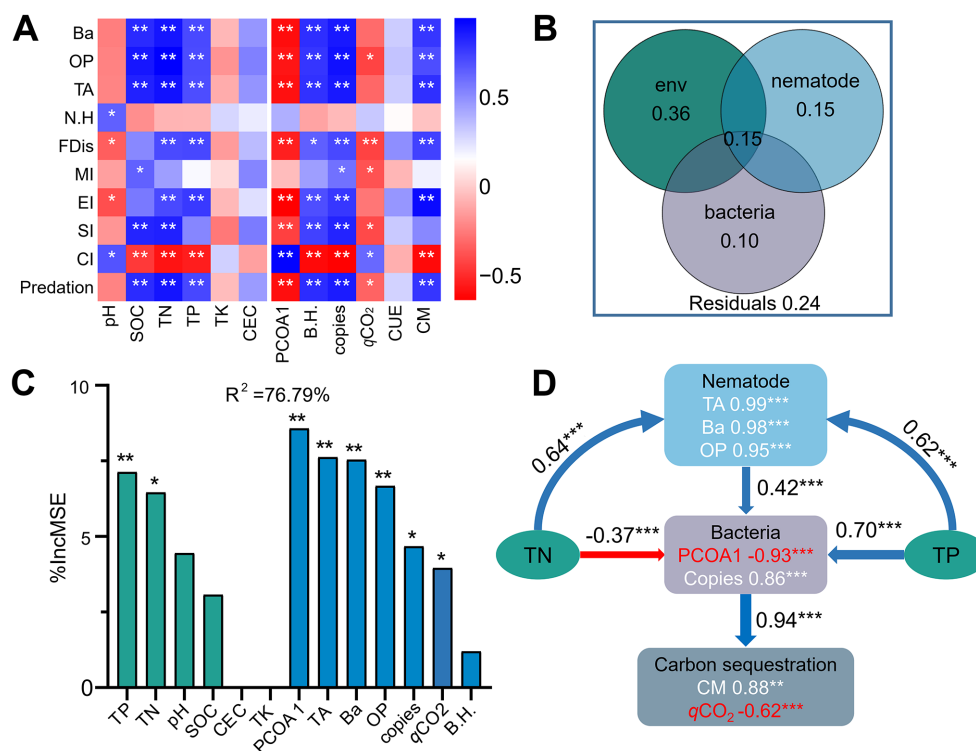 A
Ba ** ** ** ** ** ** **
OP ** ** ** ** ** ** * **
TA ** ** ** ** ** ** **
N.H *
FDis * ** ** ** * ** ** **
MI * * *
EI * ** ** ** ** ** * **
SI ** ** ** ** ** * **
CI * ** ** ** ** ** ** * **
Predation ** ** ** ** ** ** * **
pH SOC TN TP TK CEC PCOA1 B.H. copies qCO₂ CUE CM
0.5
0
−0.5
B
env
0.36
nematode
0.15
0.15
bacteria
0.10
Residuals 0.24
C
R² =76.79%
%IncMSE
10
5
0
** * ** ** ** ** * *
TP TN pH SOC CEC TK PCOA1 TA Ba OP copies qCO2 B.H.
D
Nematode
TA 0.99***
Ba 0.98***
OP 0.95***
0.64***
0.62***
0.42***
TN
-0.37***
Bacteria
PCOA1 -0.93***
Copies 0.86***
0.70***
TP
0.94***
Carbon sequestration
CM 0.88**
qCO₂ -0.62***